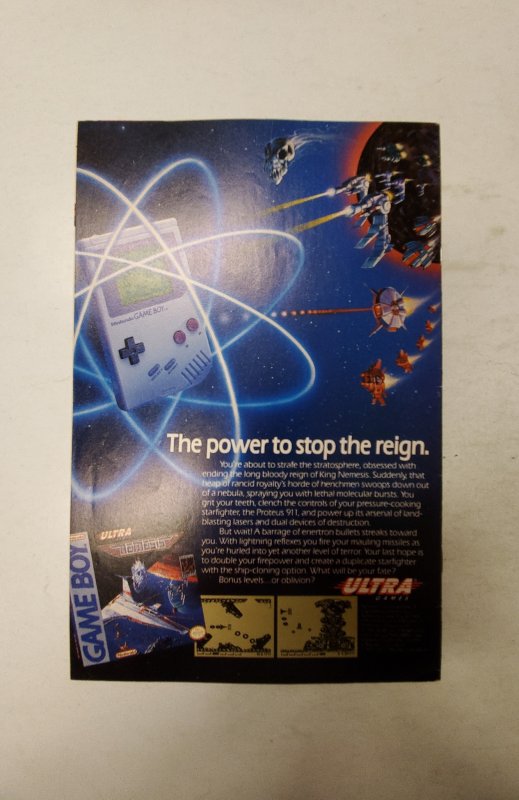 Nintendo GAME BOY
The power to stop the reign.
You're about to strafe the stratosphere, obsessed with
ending the long bloody reign of King Nemesis. Suddenly, that
heap of rancid royalty's horde of henchmen swoops down out
of a nebula, spraying you with lethal molecular bursts. You
grit your teeth, clench the controls of your pressure-cooking
starfighter, the Proteus 911, and power up its arsenal of land-
blasting lasers and dual devices of destruction.
But wait! A barrage of enertron bullets streaks toward
you. With lightning reflexes you fire your mauling missiles as
you're hurled into yet another level of terror. Your last hope is
to double your firepower and create a duplicate starfighter
with the ship-cloning option. What will be your fate?
Bonus levels... or oblivion?
ULTRA
GAMES
ULTRA
GAME BOY
Nintendo